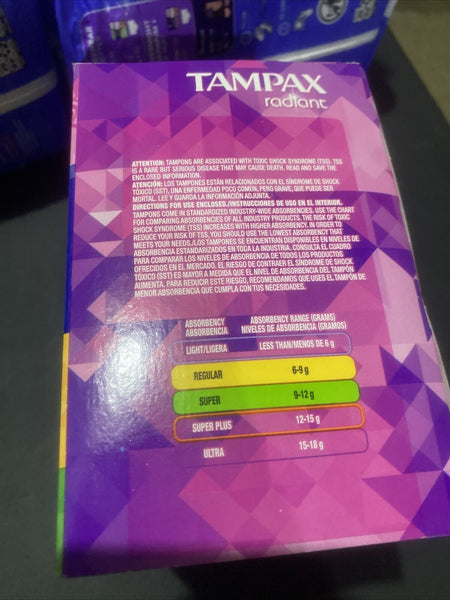 TAMPAX
radiant
ATTENTION: TAMPONS ARE ASSOCIATED WITH TOXIC SHOCK SYNDROME (TSS). TSS
IS A RARE BUT SERIOUS DISEASE THAT MAY CAUSE DEATH. READ AND SAVE THE
ENCLOSED INFORMATION.
ATENCIÓN: LOS TAMPONES ESTÁN RELACIONADOS CON EL SÍNDROME DE SHOCK
TÓXICO (SST), UNA ENFERMEDAD POCO COMÚN, PERO GRAVE, QUE PUEDE SER
MORTAL. LEE Y GUARDA LA INFORMACIÓN ADJUNTA.
DIRECTIONS FOR USE ENCLOSED./INSTRUCCIONES DE USO EN EL INTERIOR.
TAMPONS COME IN STANDARDIZED INDUSTRY-WIDE ABSORBENCIES. USE THE CHART
FOR COMPARING ABSORBENCIES OF ALL INDUSTRY PRODUCTS. THE RISK OF TOXIC
SHOCK SYNDROME (TSS) INCREASES WITH HIGHER ABSORBENCY. IN ORDER TO
REDUCE YOUR RISK OF TSS, YOU SHOULD USE THE LOWEST ABSORBENCY THAT
MEETS YOUR NEEDS./LOS TAMPONES SE ENCUENTRAN DISPONIBLES EN NIVELES DE
ABSORBENCIA ESTANDARIZADOS EN TODA LA INDUSTRIA. CONSULTA EL CUADRO
PARA COMPARAR LOS NIVELES DE ABSORBENCIA DE TODOS LOS PRODUCTOS
OFRECIDOS EN EL MERCADO. EL RIESGO DE CONTRAER EL SÍNDROME DE SHOCK
TÓXICO (SST) ES MAYOR A MEDIDA QUE EL NIVEL DE ABSORBENCIA DEL TAMPÓN
AUMENTA. PARA REDUCIR ESTE RIESGO, RECOMENDAMOS QUE USES EL TAMPÓN DE
MENOR ABSORBENCIA QUE CUMPLA CON TUS NECESIDADES.
ABSORBENCY ABSORBENCY RANGE (GRAMS)
ABSORBENCIA NIVELES DE ABSORBENCIA (GRAMOS)
LIGHT/LIGERA LESS THAN/MENOS DE 6 g
REGULAR 6-9 g
SUPER 9-12 g
SUPER PLUS 12-15 g
ULTRA 15-18 g